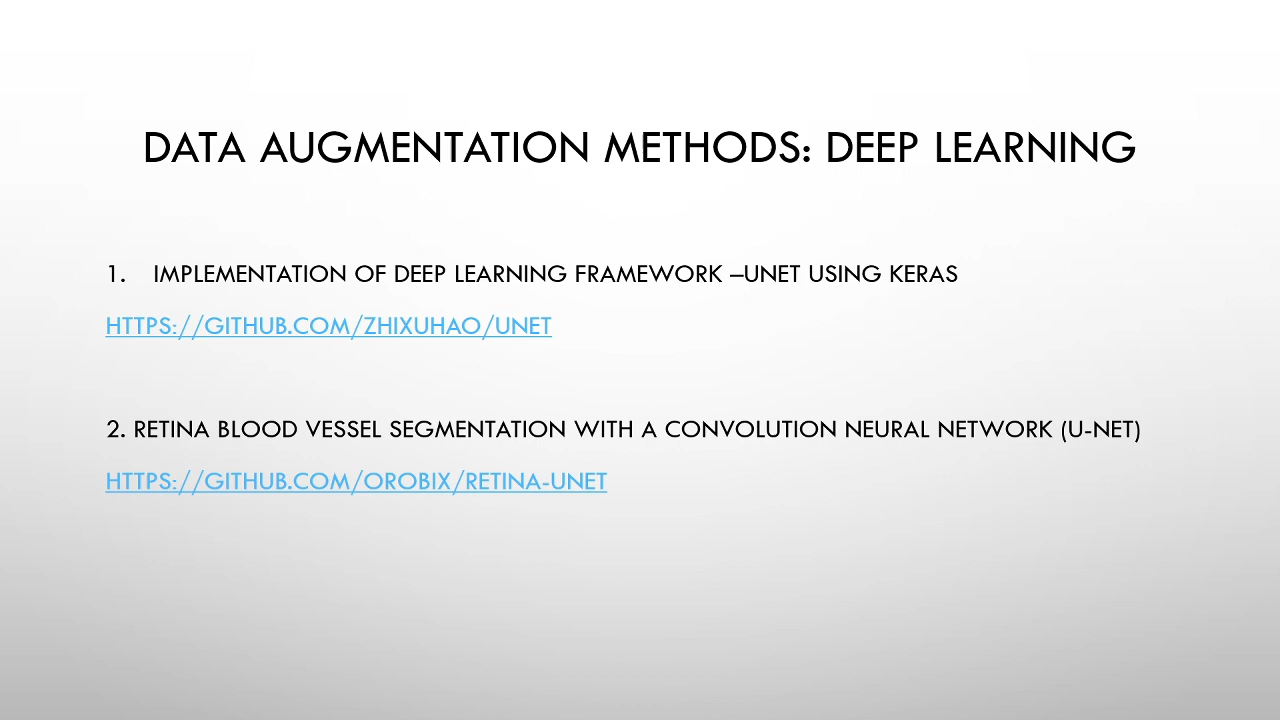 DATA AUGMENTATION METHODS: DEEP LEARNING
1. IMPLEMENTATION OF DEEP LEARNING FRAMEWORK –UNET USING KERAS
HTTPS://GITHUB.COM/ZHIXUHAO/UNET
2. RETINA BLOOD VESSEL SEGMENTATION WITH A CONVOLUTION NEURAL NETWORK (U-NET)
HTTPS://GITHUB.COM/OROBIX/RETINA-UNET